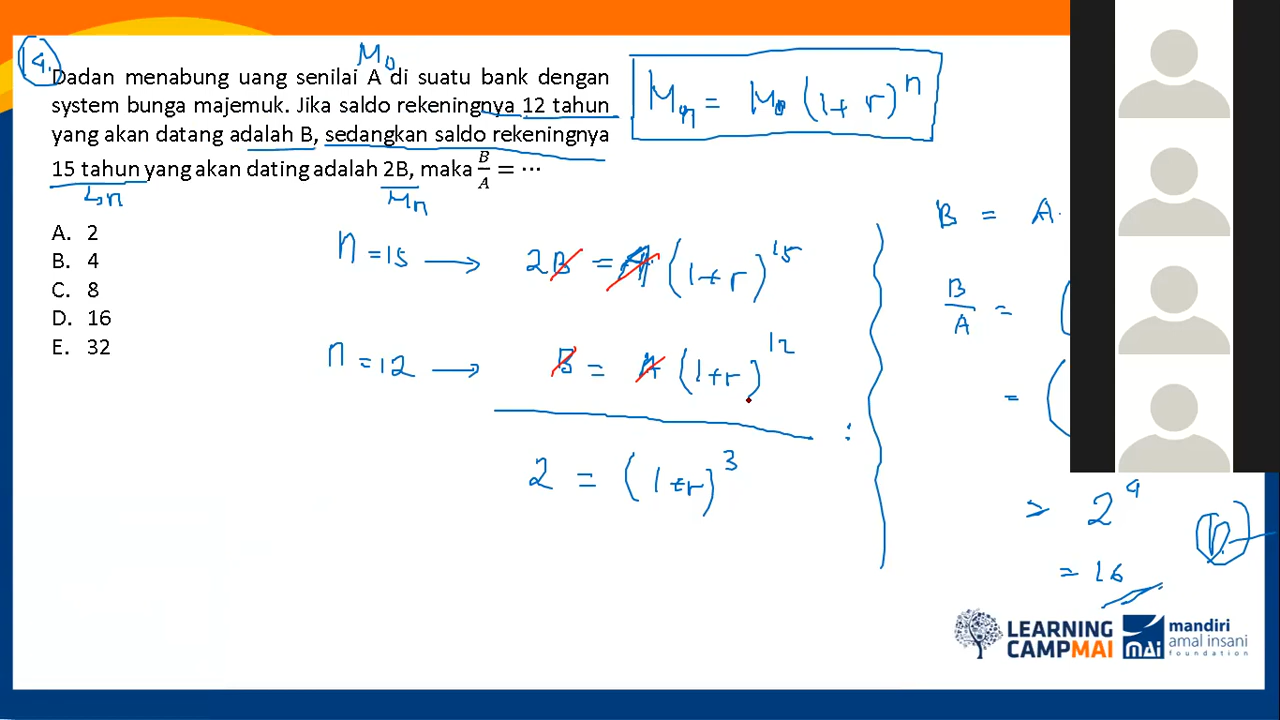 14.
M0
Dadan menabung uang senilai A di suatu bank dengan
system bunga majemuk. Jika saldo rekeningnya 12 tahun
yang akan datang adalah B, sedangkan saldo rekeningnya
15 tahun yang akan dating adalah 2B, maka B/A = ⋯
↳n
Mn
Mn = M0 (1 + r)^n
A. 2
B. 4
C. 8
D. 16
E. 32
n = 15 → 2B = A (1 + r)^15
n = 12 → B = A (1 + r)^12
:
2 = (1 + r)^3
B = A.
B/A = (
= (
= 2^4
= 16
D
LEARNING
CAMPMAI
MAI
mandiri
amal insani
foundation